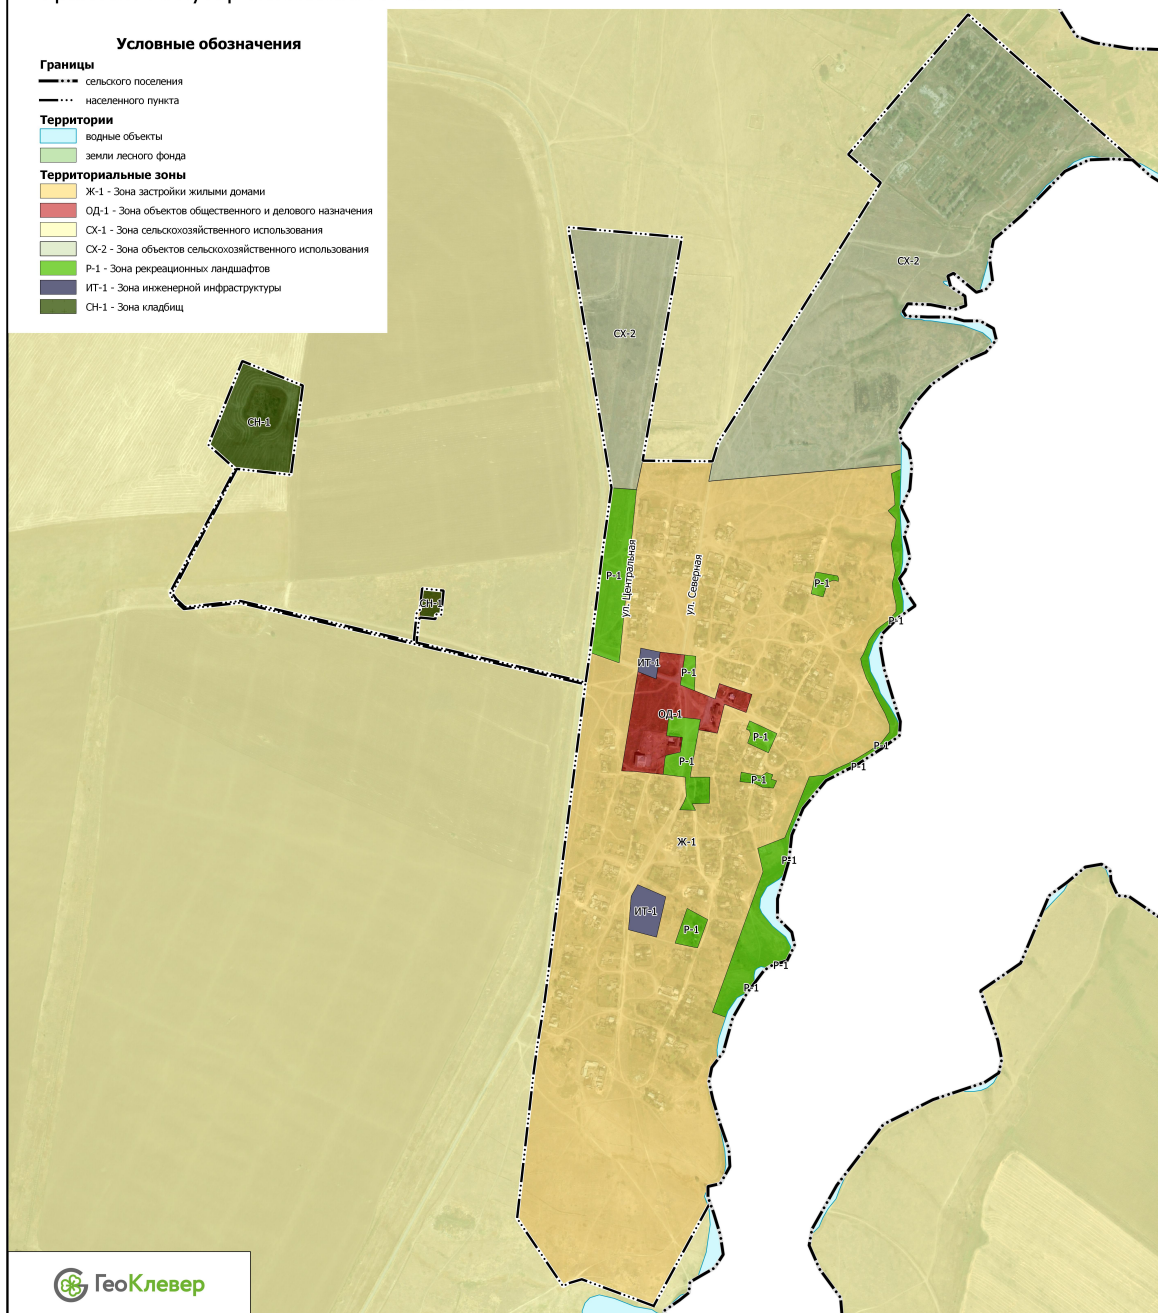 Условные обозначения
Границы
сельского поселения
населенного пункта
Территории
водные объекты
земли лесного фонда
Территориальные зоны
Ж-1 - Зона застройки жилыми домами
ОД-1 - Зона объектов общественного и делового назначения
СХ-1 - Зона сельскохозяйственного использования
СХ-2 - Зона объектов сельскохозяйственного использования
Р-1 - Зона рекреационных ландшафтов
ИТ-1 - Зона инженерной инфраструктуры
СН-1 - Зона кладбищ
СХ-2
СХ-2
СН-1
ул. Центральная
ул. Северная
Р-1
Р-1
СН-1
Р-1
ИТ-1
Р-1
ОД-1
Р-1
Р-1
Р-1
Р-1
Р-1
Ж-1
Р-1
ИТ-1
Р-1
Р-1
Р-1
ГеоКлевер